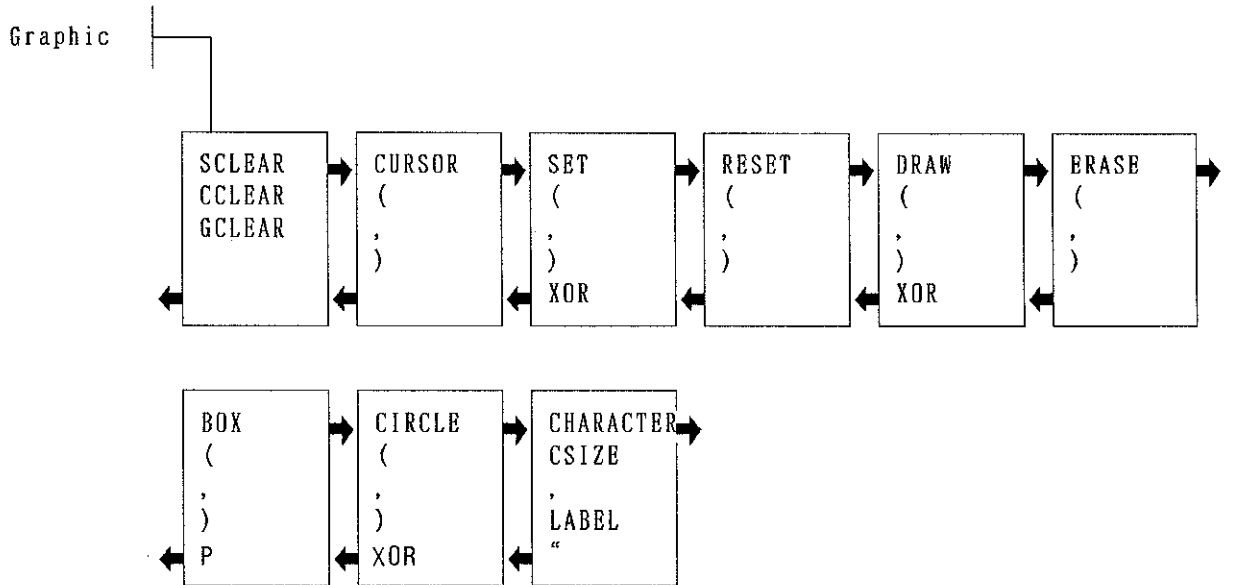 Graphic
SCLEAR
CCLEAR
GCLEAR
CURSOR
(
,
)
SET
(
,
)
XOR
RESET
(
,
)
DRAW
(
,
)
XOR
ERASE
(
,
)
BOX
(
,
)
P
CIRCLE
(
,
)
XOR
CHARACTER
CSIZE
,
LABEL
“